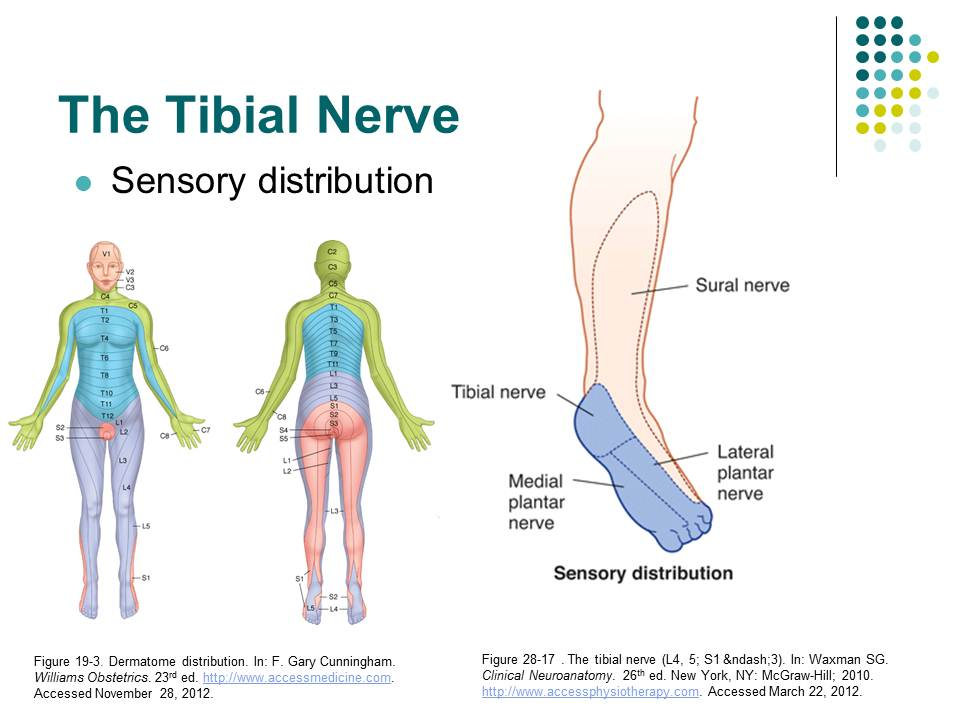 The Tibial Nerve
Sensory distribution
V1
V2
V3
C3
C4
C5
T1
T2
T4
C6
T6
T8
T10
T11
T12
L1
S2
L2
S3
C7
C8
L3
L4
L5
S1
C2
C3
C5
C7
T1
T3
T5
T7
T9
T11
L1
L3
C6
L5
S1
C8
S2
S3
S4
S5
L1
L2
L3
S1
S2
L5
L4
Sural nerve
Tibial nerve
Lateral
plantar
nerve
Medial
plantar
nerve
Sensory distribution
Figure 19-3. Dermatome distribution. In: F. Gary Cunningham.
Williams Obstetrics. 23rd ed. http://www.accessmedicine.com.
Accessed November 28, 2012.
Figure 28-17 . The tibial nerve (L4, 5; S1 &ndash;3). In: Waxman SG.
Clinical Neuroanatomy. 26th ed. New York, NY: McGraw-Hill; 2010.
http://www.accessphysiotherapy.com. Accessed March 22, 2012.